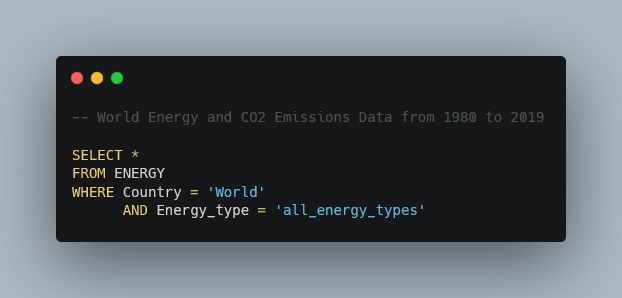 -- World Energy and CO2 Emissions Data from 1980 to 2019
SELECT *
FROM ENERGY
WHERE Country = 'World'
AND Energy_type = 'all_energy_types'